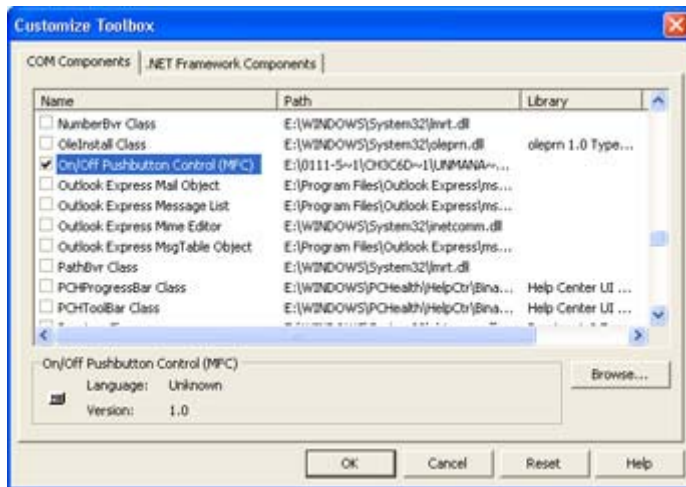 Customize Toolbox
COM Components .NET Framework Components
Name Path Library
NumberBvr Class E:\WINDOWS\System32\lmrt.dll
OleInstall Class E:\WINDOWS\System32\oleprn.dll oleprn 1.0 Type...
On/Off Pushbutton Control (MFC) E:\0111-S~1\CH3C6D~1\UNMANA~...
Outlook Express Mail Object E:\Program Files\Outlook Express\ms...
Outlook Express Message List E:\Program Files\Outlook Express\ms...
Outlook Express Mime Editor E:\WINDOWS\System32\inetcomm.dll
Outlook Express MsgTable Object E:\Program Files\Outlook Express\ms...
PathBvr Class E:\WINDOWS\System32\lmrt.dll
PCHProgressBar Class E:\WINDOWS\PCHealth\HelpCtr\Bina... Help Center UI ...
PCHToolBar Class E:\WINDOWS\PCHealth\HelpCtr\Bina... Help Center UI ...
On/Off Pushbutton Control (MFC)
Language: Unknown
Version: 1.0
Browse...
OK Cancel Reset Help